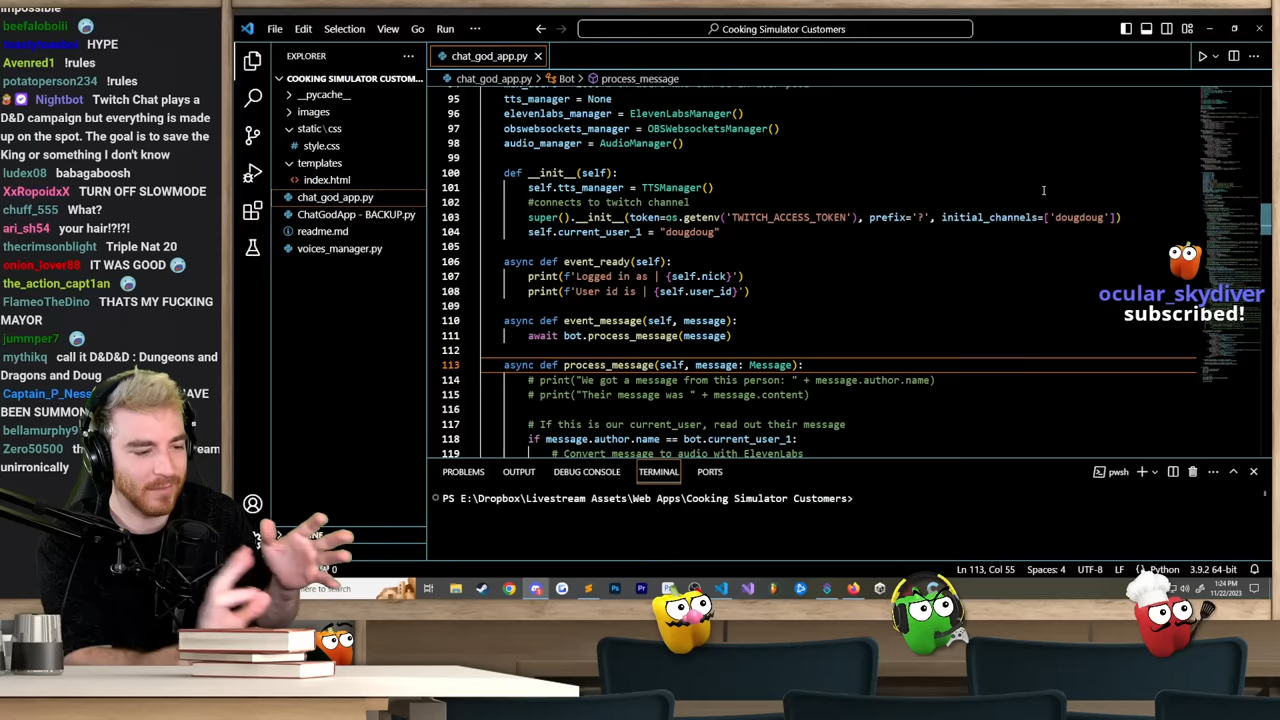 impossible
beefaloboiii
HYPE
Avenred1 !rules
potatoperson234 !rules
Nightbot Twitch Chat plays a
D&D campaign but everything is made
up on the spot. The goal is to save the
King or something I don't know
ludex08 babagaboosh
XxRopoidxX TURN OFF SLOWMODE
chuff_555 What?
ari_sh54 your hair!?!?!
thecrimsonblight Triple Nat 20
onion_lover88 IT WAS GOOD
the_action_capt1an
FlameoTheDino THATS MY FUCKING
MAYOR
jummper7
mythikq call it D&D&D : Dungeons and
Dragons and Doug
Captain_P_Ness HAVE
BEEN SUMMON
bellamurphy9
Zero50500
unironically
File Edit Selection View Go Run ···
Cooking Simulator Customers
EXPLORER ···
COOKING SIMULATOR CUSTOM...
__pycache__
images
static\css
style.css
templates
index.html
chat_god_app.py
ChatGodApp - BACKUP.py
readme.md
voices_manager.py
chat_god_app.py
chat_god_app.py > Bot > process_message
95 tts_manager = None
96 elevenlabs_manager = ElevenLabsManager()
97 obswebsockets_manager = OBSWebsocketsManager()
98 audio_manager = AudioManager()
99
100 def __init__(self):
101 self.tts_manager = TTSManager()
102 #connects to twitch channel
103 super().__init__(token=os.getenv('TWITCH_ACCESS_TOKEN'), prefix='?', initial_channels=['dougdoug'])
104 self.current_user_1 = "dougdoug"
105
106 async def event_ready(self):
107 print(f'Logged in as | {self.nick}')
108 print(f'User id is | {self.user_id}')
109
110 async def event_message(self, message):
111 await bot.process_message(message)
112
113 async def process_message(self, message: Message):
114 # print("We got a message from this person: " + message.author.name)
115 # print("Their message was " + message.content)
116
117 # If this is our current_user, read out their message
118 if message.author.name == bot.current_user_1:
119 # Convert message to audio with ElevenLabs
ocular_skydiver
subscribed!
PROBLEMS OUTPUT DEBUG CONSOLE TERMINAL PORTS
pwsh
PS E:\Dropbox\Livestream Assets\Web Apps\Cooking Simulator Customers>
Ln 113, Col 55 Spaces: 4 UTF-8 LF Python 3.9.2 64-bit
here to search
1:24 PM
11/22/2023